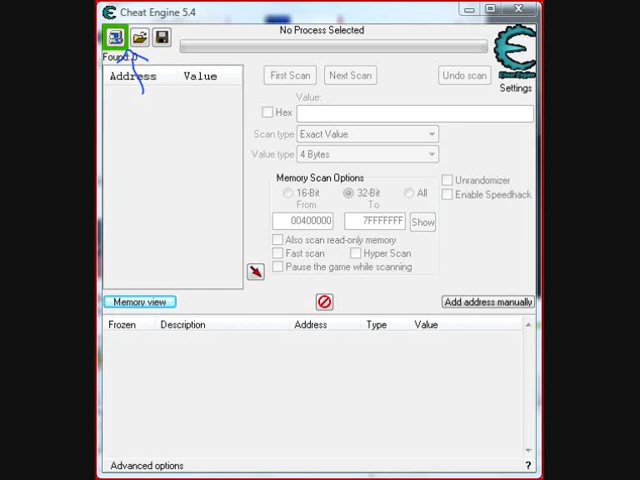 Cheat Engine 5.4
No Process Selected
Found: 0
Address Value
First Scan Next Scan Undo scan
Cheat Engine
Settings
Value:
Hex
Scan type Exact Value
Value type 4 Bytes
Memory Scan Options
16-Bit 32-Bit All
From To
00400000 7FFFFFFF Show
Unrandomizer
Enable Speedhack
Also scan read-only memory
Fast scan Hyper Scan
Pause the game while scanning
Memory view Add address manually
Frozen Description Address Type Value
Advanced options ?